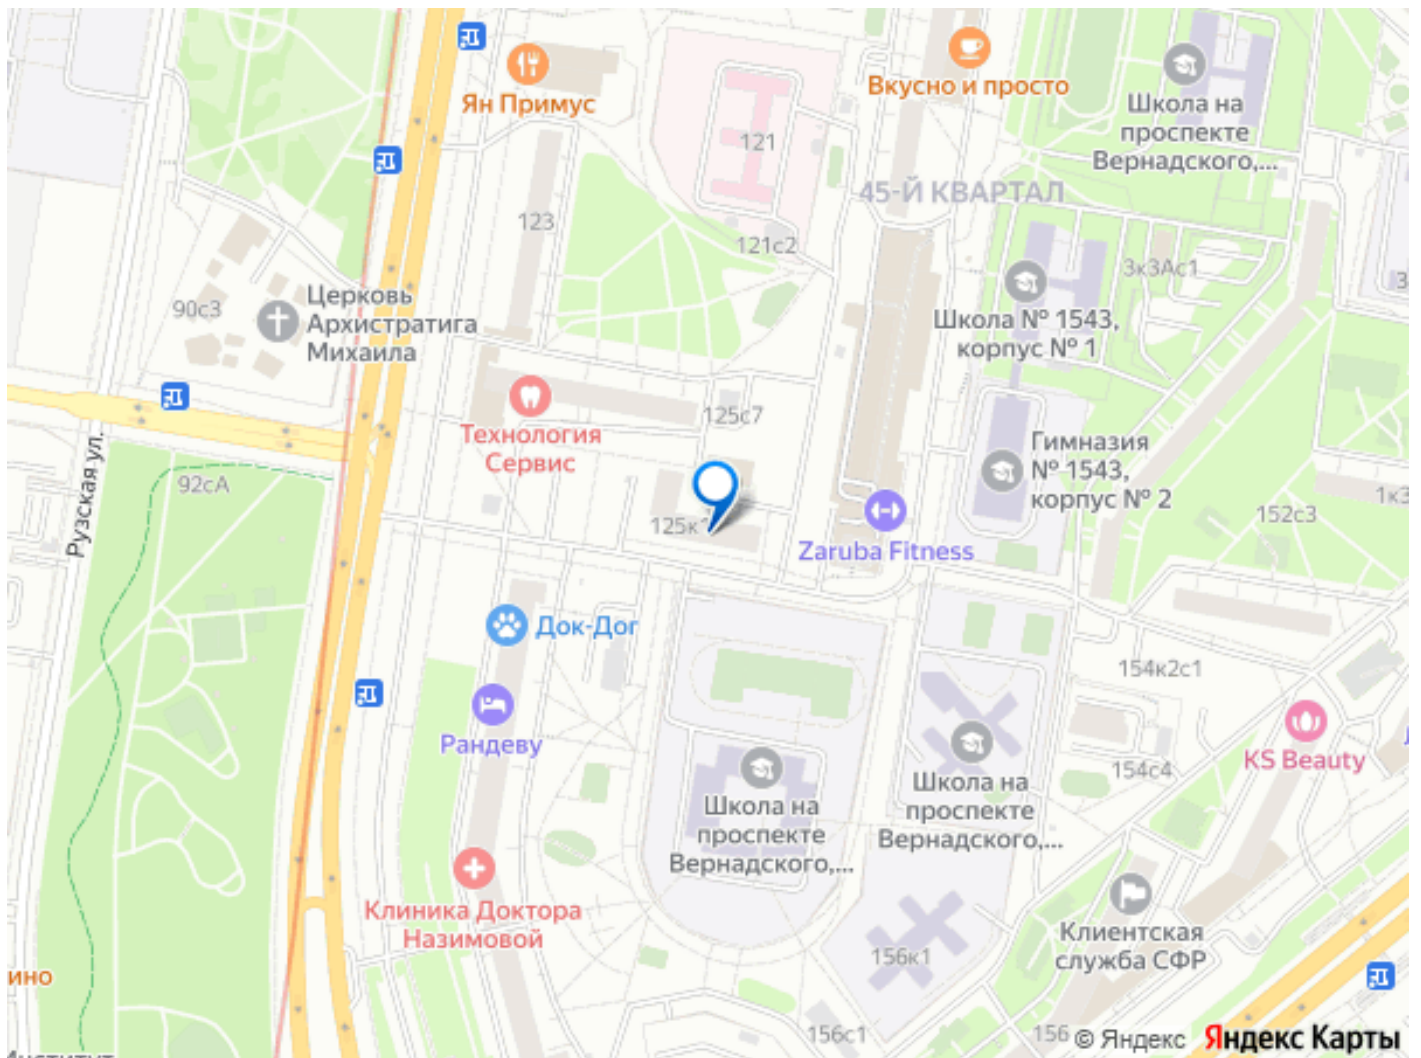 Ян Примус
Вкусно и просто
Школа на
проспекте
Вернадского,...
121
45-Й КВАРТАЛ
123
121с2
3к3Ас1
90с3
Церковь
Архистратига
Михаила
Школа № 1543,
корпус № 1
125с7
Технология
Сервис
Гимназия
№ 1543,
корпус № 2
Рузская ул.
92сА
1к3
152с3
125к
Zaruba Fitness
Док-Дог
154к2с1
Рандеву
KS Beauty
154с4
Школа на
проспекте
Вернадского,...
Школа на
проспекте
Вернадского,...
Клиника Доктора
Назимовой
Клиентская
служба СФР
156к1
ино
156с1
156
© Яндекс Яндекс Карты